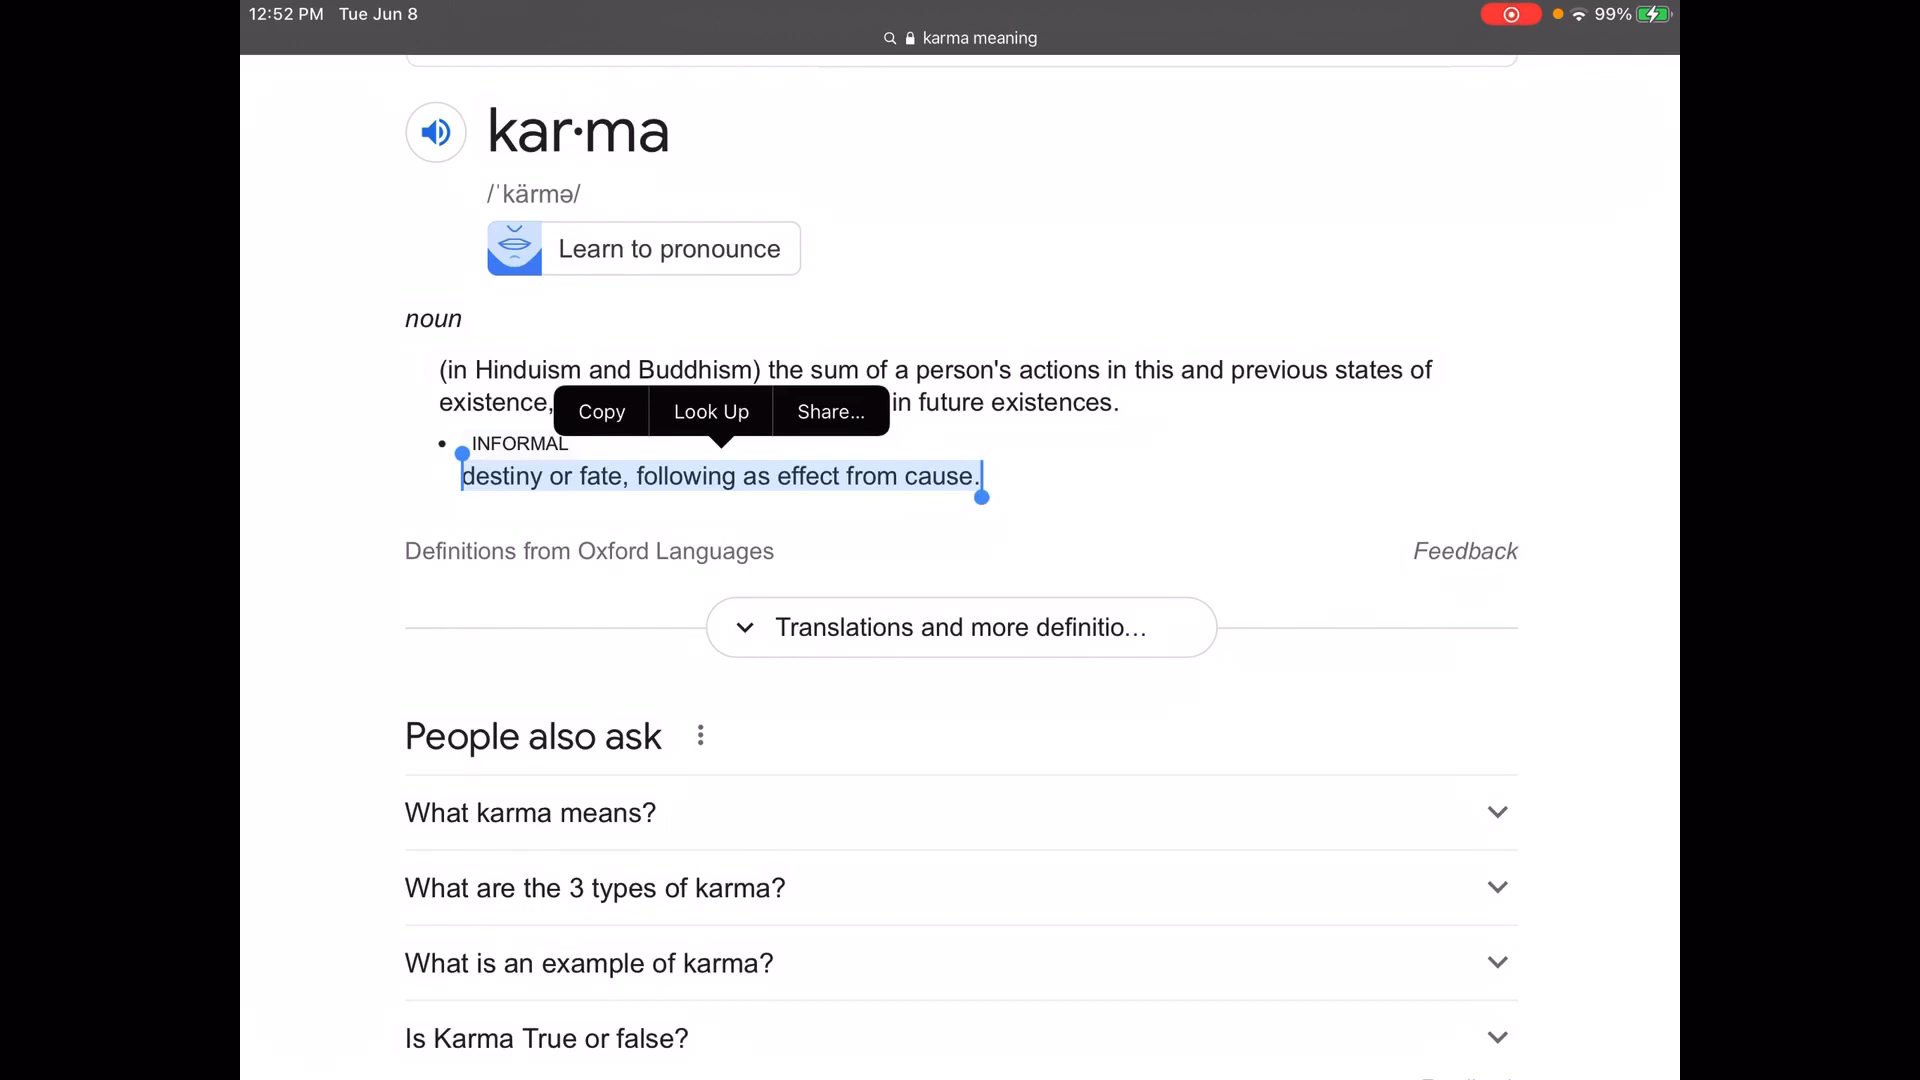 12:52 PM Tue Jun 8
99%
karma meaning
kar·ma
/ˈkärmə/
Learn to pronounce
noun
(in Hinduism and Buddhism) the sum of a person's actions in this and previous states of
existence, in future existences.
Copy Look Up Share...
• INFORMAL
destiny or fate, following as effect from cause.
Definitions from Oxford Languages Feedback
Translations and more definitio...
People also ask
What karma means?
What are the 3 types of karma?
What is an example of karma?
Is Karma True or false?